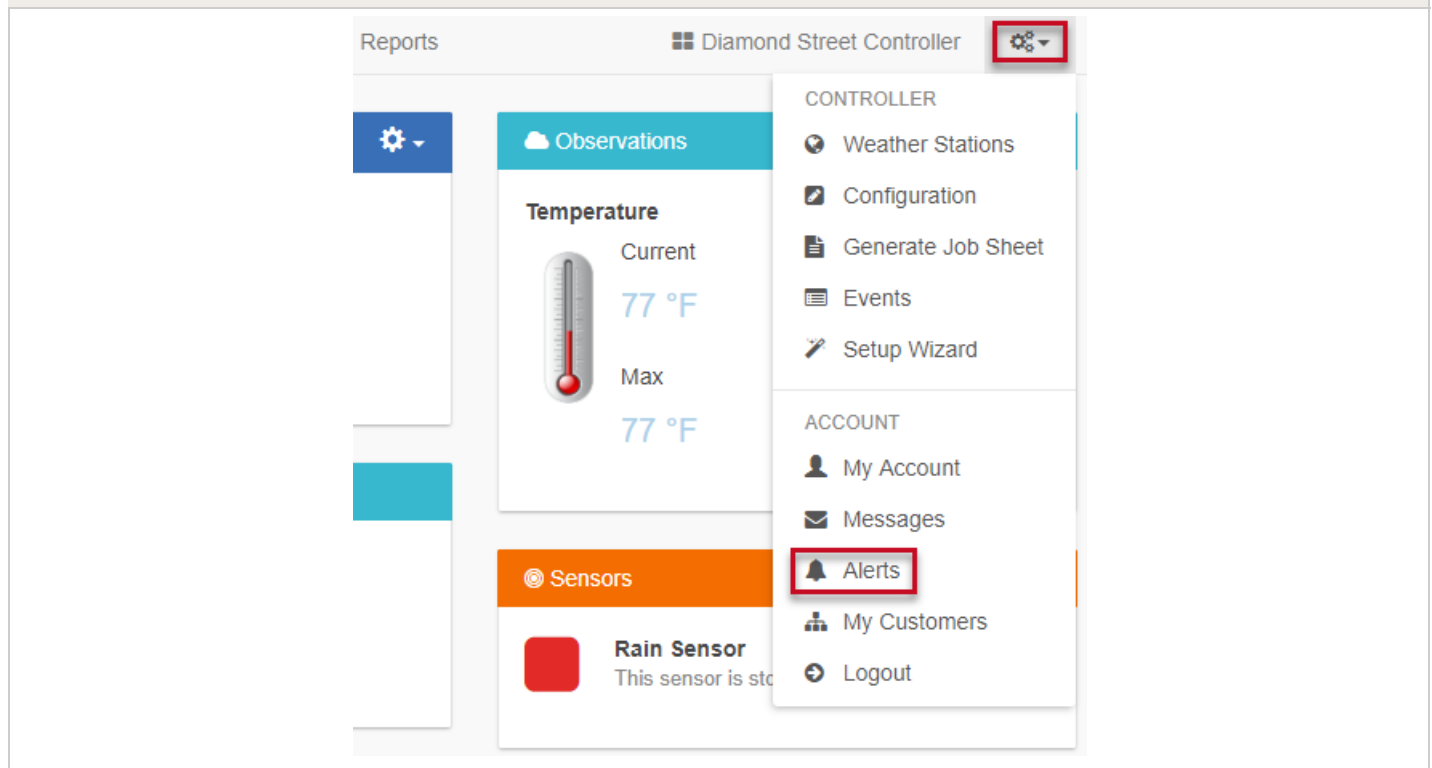 Reports
Diamond Street Controller
Observations
Temperature
Current
77 °F
Max
77 °F
Sensors
Rain Sensor
This sensor is
CONTROLLER
Weather Stations
Configuration
Generate Job Sheet
Events
Setup Wizard
ACCOUNT
My Account
Messages
Alerts
My Customers
Logout